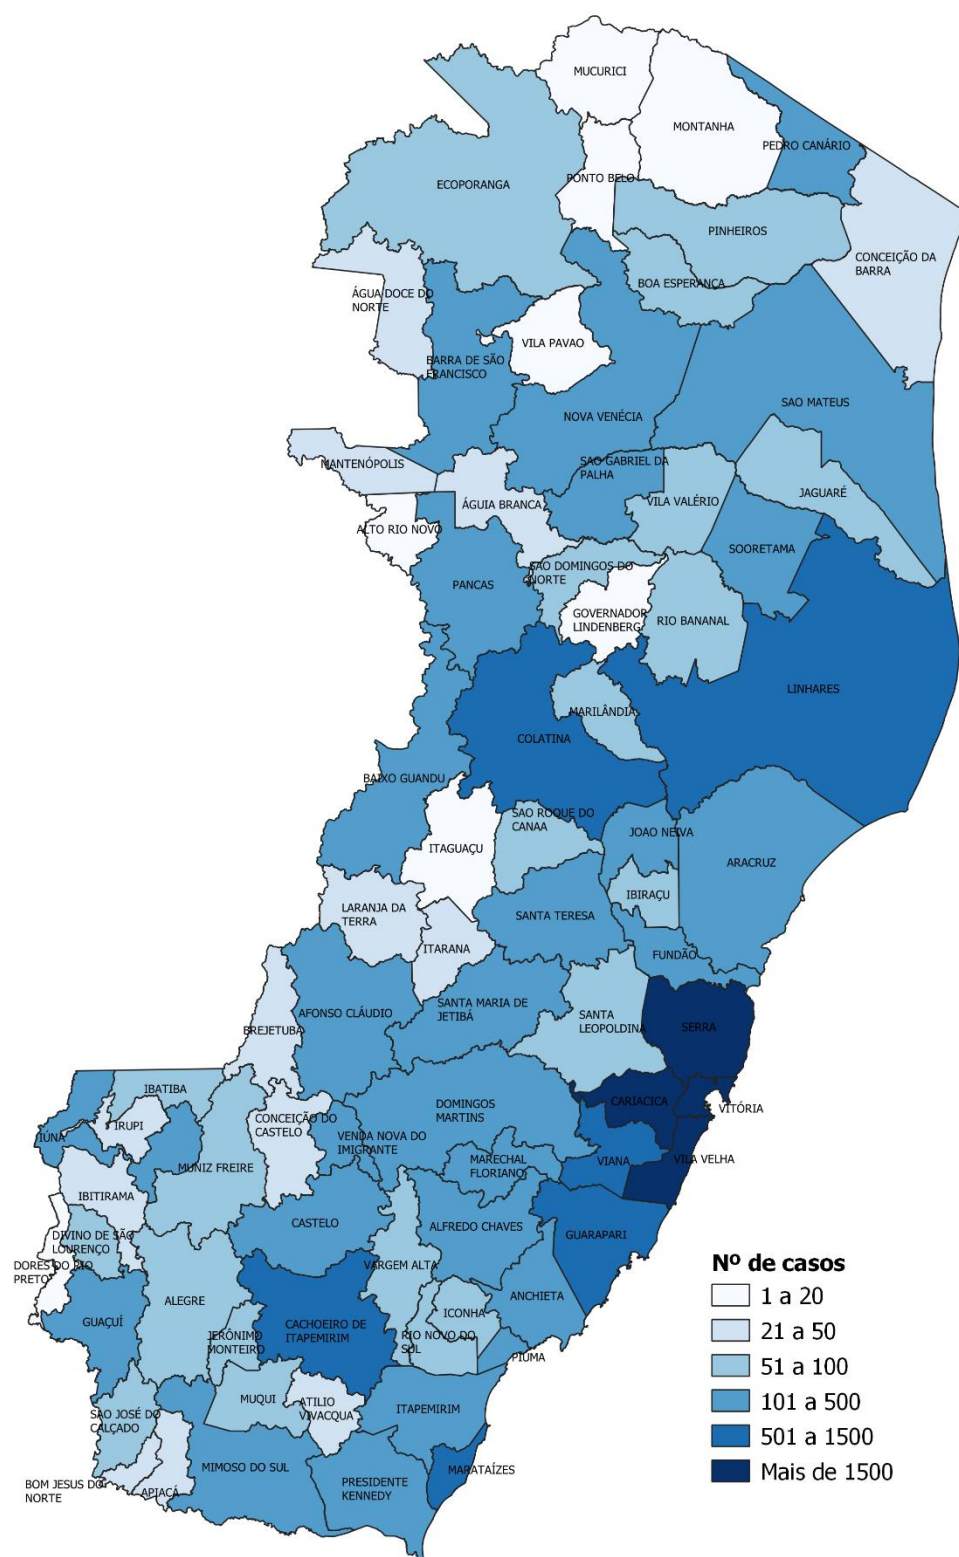 MUCURICI
MONTANHA
PEDRO CANÁRIO
PONTO BELO
ECOPORANGA
PINHEIROS
CONCEIÇÃO DA
BARRA
BOA ESPERANÇA
ÁGUA DOCE DO
NORTE
VILA PAVAO
BARRA DE SÃO
FRANCISCO
SAO MATEUS
NOVA VENÉCIA
MANTENÓPOLIS
SAO GABRIEL DA
PALHA
JAGUARÉ
VILA VALÉRIO
ÁGUIA BRANCA
ALTO RIO NOVO
SOORETAMA
PANCAS
SAO DOMINGOS DO
NORTE
GOVERNADOR
LINDENBERG
RIO BANANAL
LINHARES
MARILÂNDIA
COLATINA
BAIXO GUANDU
SAO ROQUE DO
CANAA
JOAO NEIVA
ITAGUAÇU
ARACRUZ
IBIRAÇU
LARANJA DA
TERRA
SANTA TERESA
ITARANA
FUNDÃO
SANTA MARIA DE
JETIBÁ
AFONSO CLÁUDIO
SANTA
LEOPOLDINA
SERRA
BREJETUBA
IBATIBA
DOMINGOS
MARTINS
CARIACICA
VITÓRIA
CONCEIÇÃO DO
CASTELO
IRUPI
IÚNA
VENDA NOVA DO
IMIGRANTE
MUNIZ FREIRE
MARECHAL
FLORIANO
VIANA
VILA VELHA
IBITIRAMA
CASTELO
ALFREDO CHAVES
GUARAPARI
DIVINO DE SÃO
LOURENÇO
DORES DO RIO
PRETO
VARGEM ALTA
ANCHIETA
ALEGRE
ICONHA
GUAÇUÍ
CACHOEIRO DE
ITAPEMIRIM
JERÔNIMO
MONTEIRO
RIO NOVO DO
SUL
PIÚMA
MUQUI
ATILIO
VIVACQUA
ITAPEMIRIM
SAO JOSÉ DO
CALÇADO
MIMOSO DO SUL
MARATAÍZES
PRESIDENTE
KENNEDY
BOM JESUS DO
NORTE
APIACÁ
Nº de casos
1 a 20
21 a 50
51 a 100
101 a 500
501 a 1500
Mais de 1500